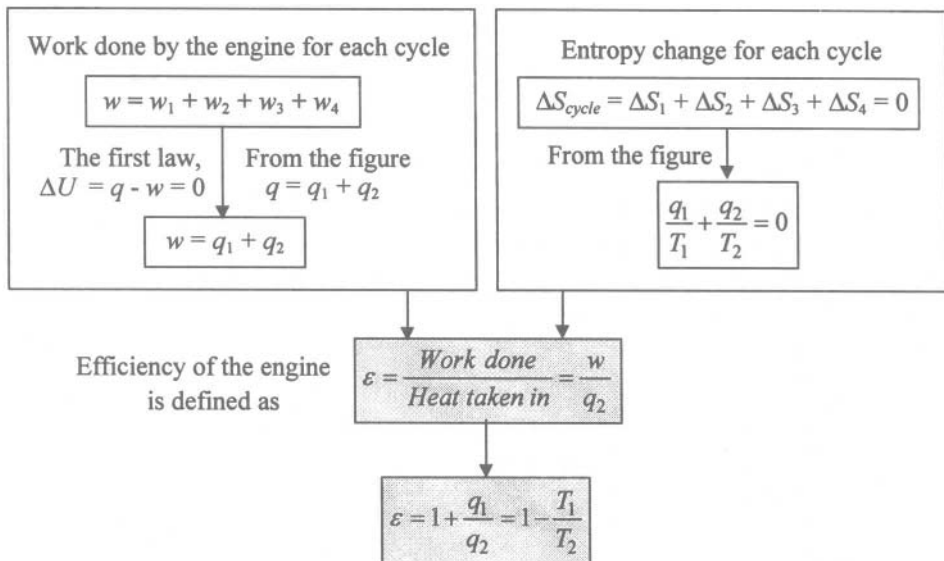 Work done by the engine for each cycle
w = w₁ + w₂ + w₃ + w₄
The first law,
ΔU = q - w = 0
From the figure
q = q₁ + q₂
w = q₁ + q₂
Entropy change for each cycle
ΔS_cycle = ΔS₁ + ΔS₂ + ΔS₃ + ΔS₄ = 0
From the figure
q₁/T₁ + q₂/T₂ = 0
Efficiency of the engine
is defined as
ε = Work done / Heat taken in = w/q₂
ε = 1 + q₁/q₂ = 1 − T₁/T₂